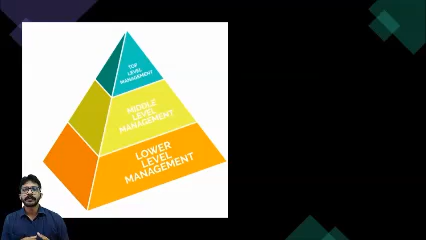 TOP
LEVEL
MANAGEMENT
MIDDLE
LEVEL
MANAGEMENT
LOWER
LEVEL
MANAGEMENT